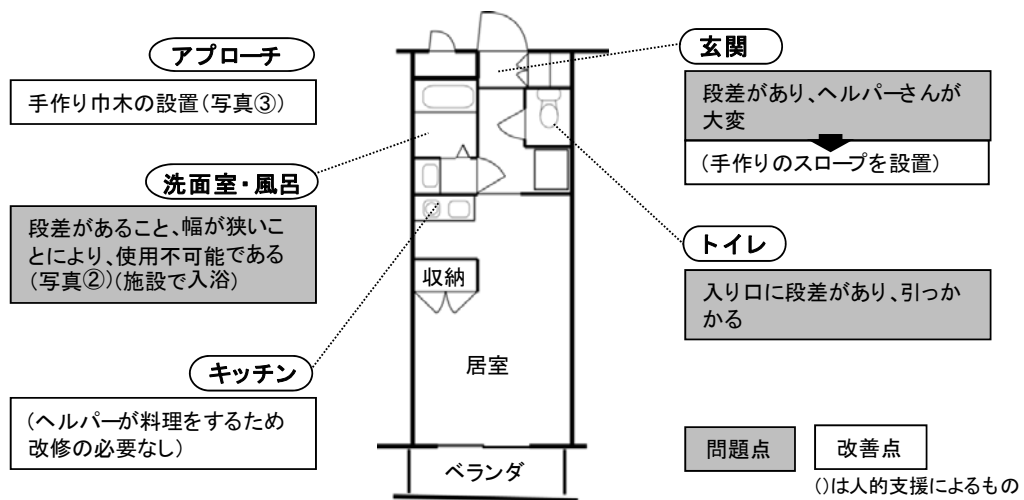 アプローチ
手作り巾木の設置(写真③)
洗面室・風呂
段差があること、幅が狭いこ
とにより、使用不可能である
(写真②)(施設で入浴)
キッチン
(ヘルパーが料理をするため
改修の必要なし)
収納
居室
ベランダ
玄関
段差があり、ヘルパーさんが
大変
(手作りのスロープを設置)
トイレ
入り口に段差があり、引っか
かる
問題点
改善点
()は人的支援によるもの